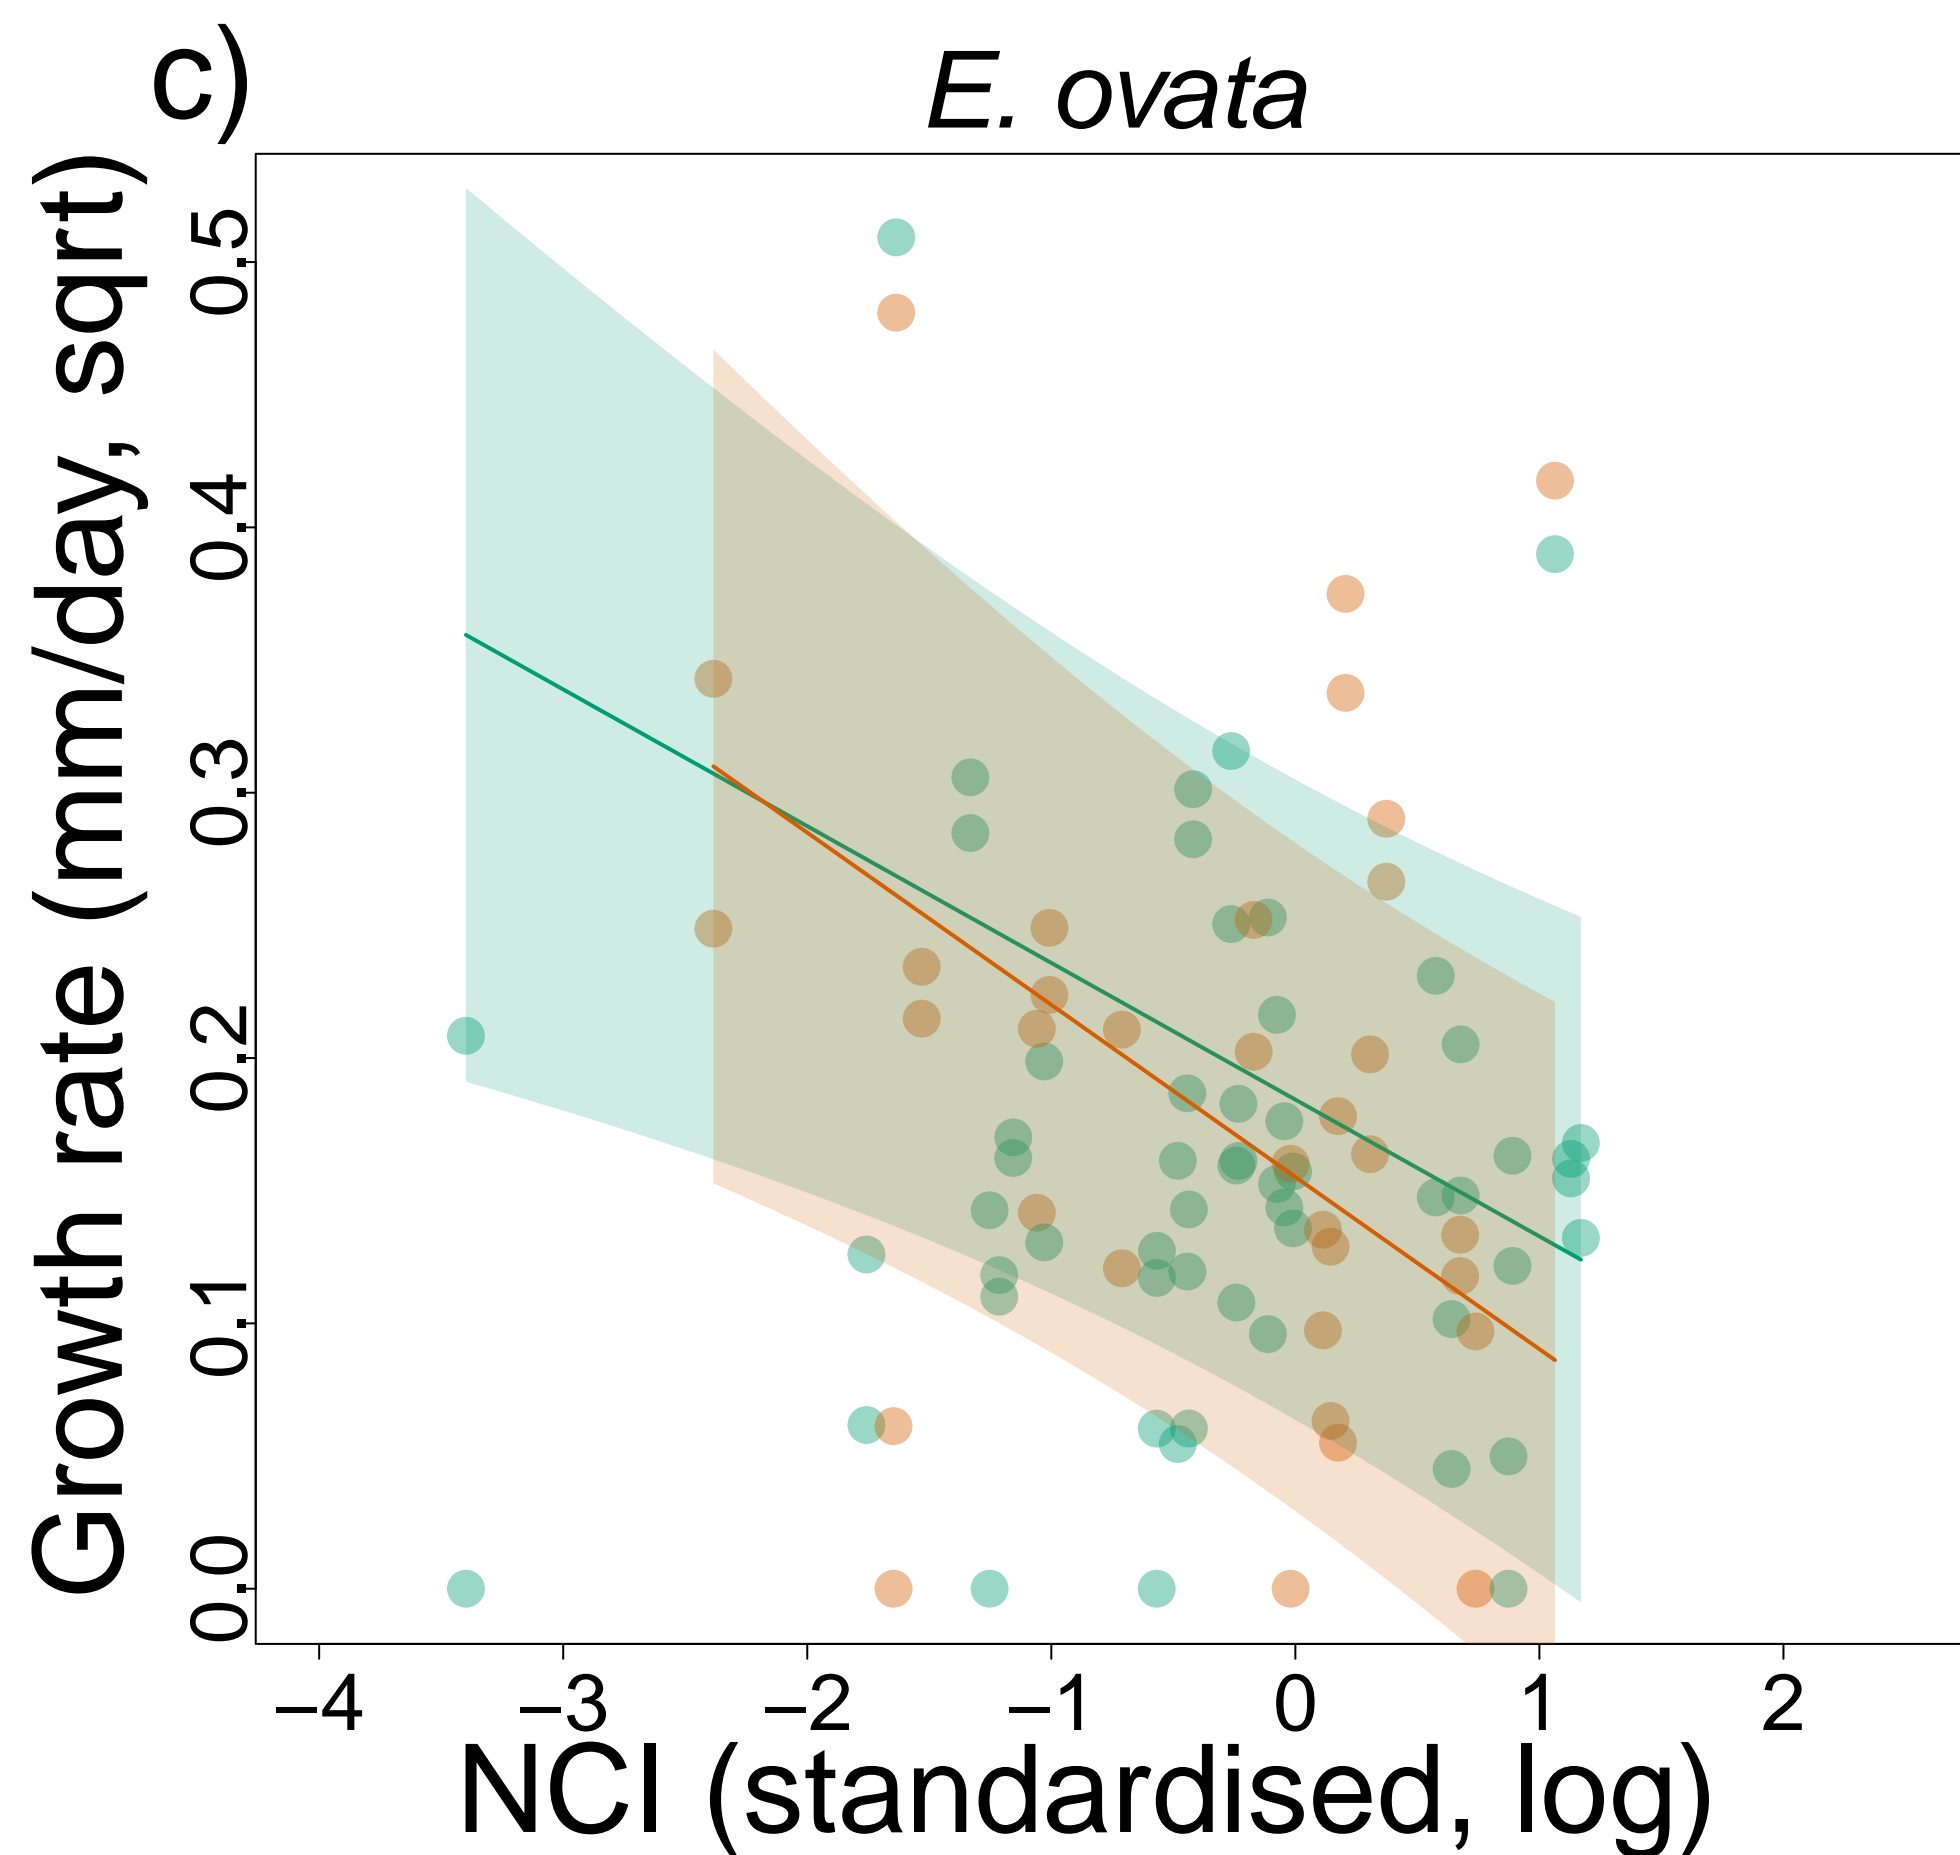 c)
E. ovata
Growth rate (mm/day, sqrt)
0.5
0.4
0.3
0.2
0.1
0.0
−4 −3 −2 −1 0 1 2
NCI (standardised, log)